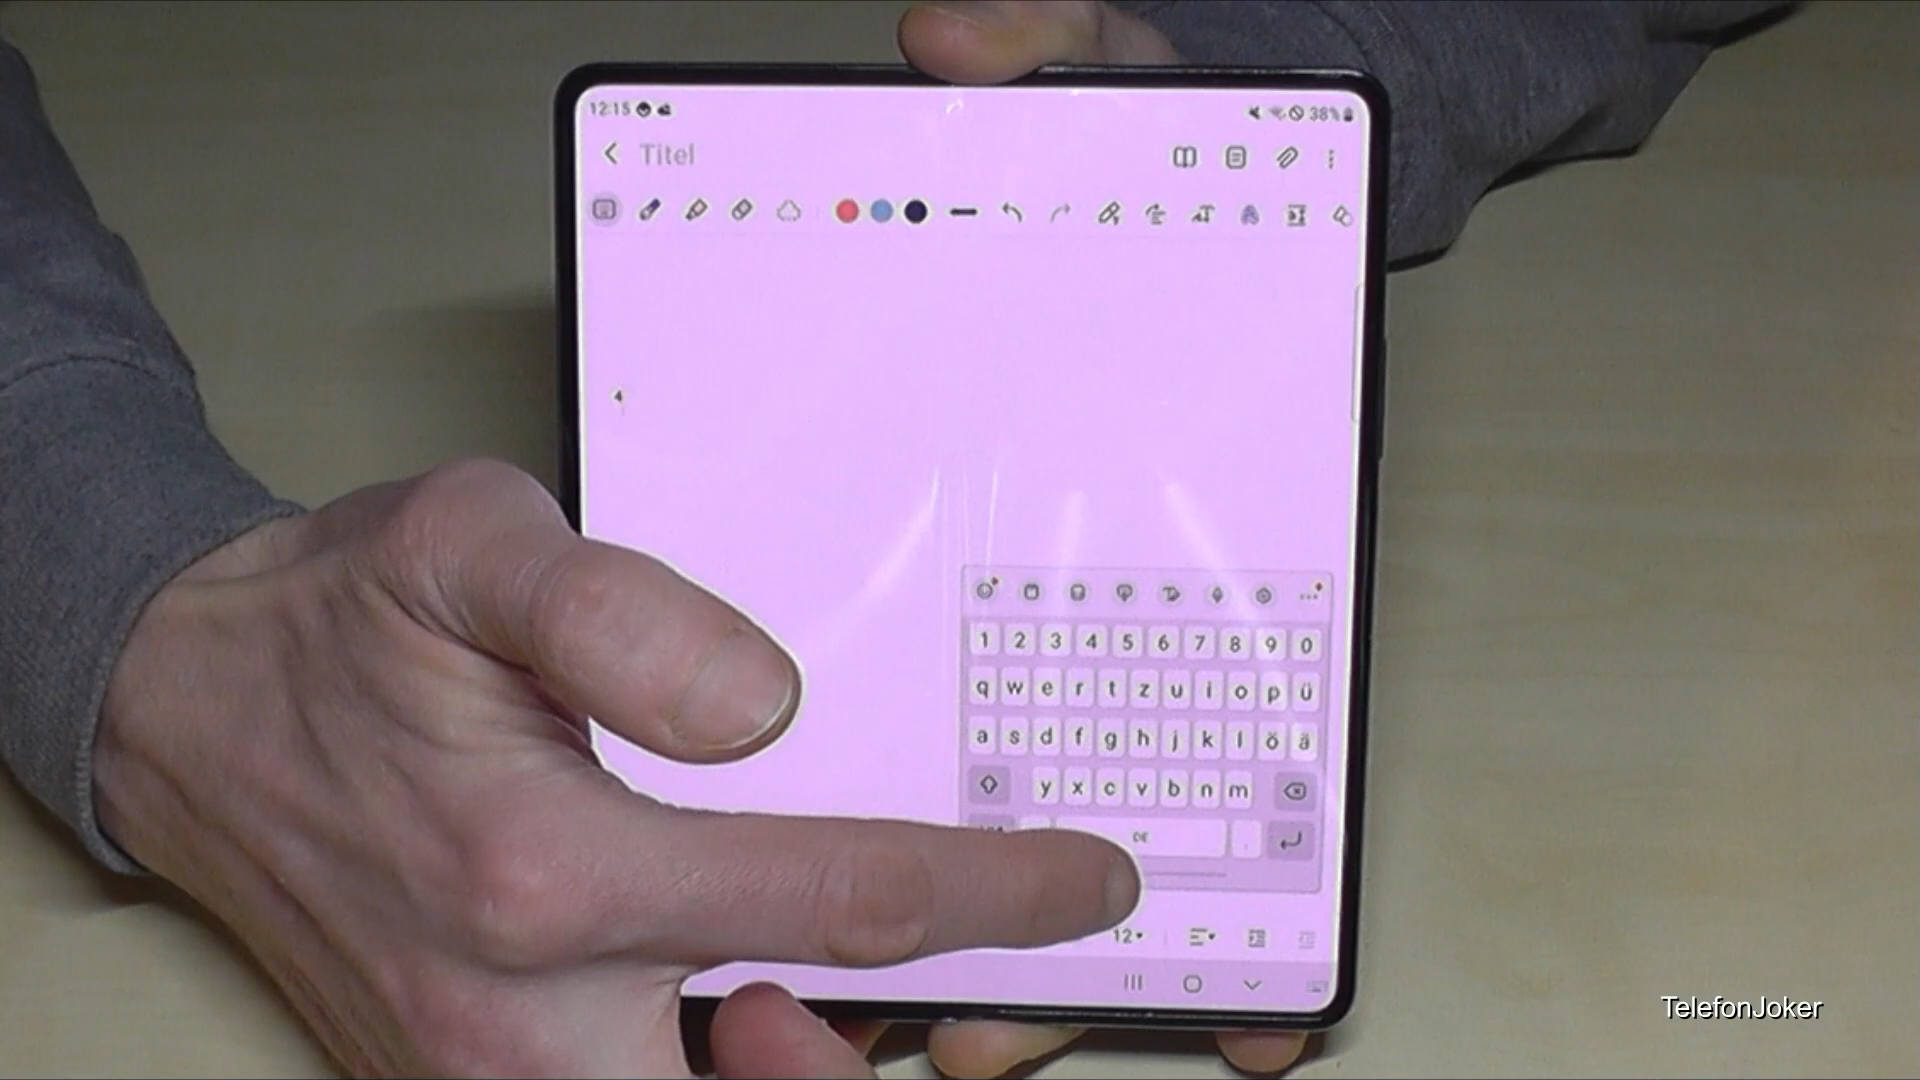 12:15
38%
Titel
1 2 3 4 5 6 7 8 9 0
q w e r t z u i o p ü
a s d f g h j k l ö ä
y x c v b n m
DE .
12
TelefonJoker